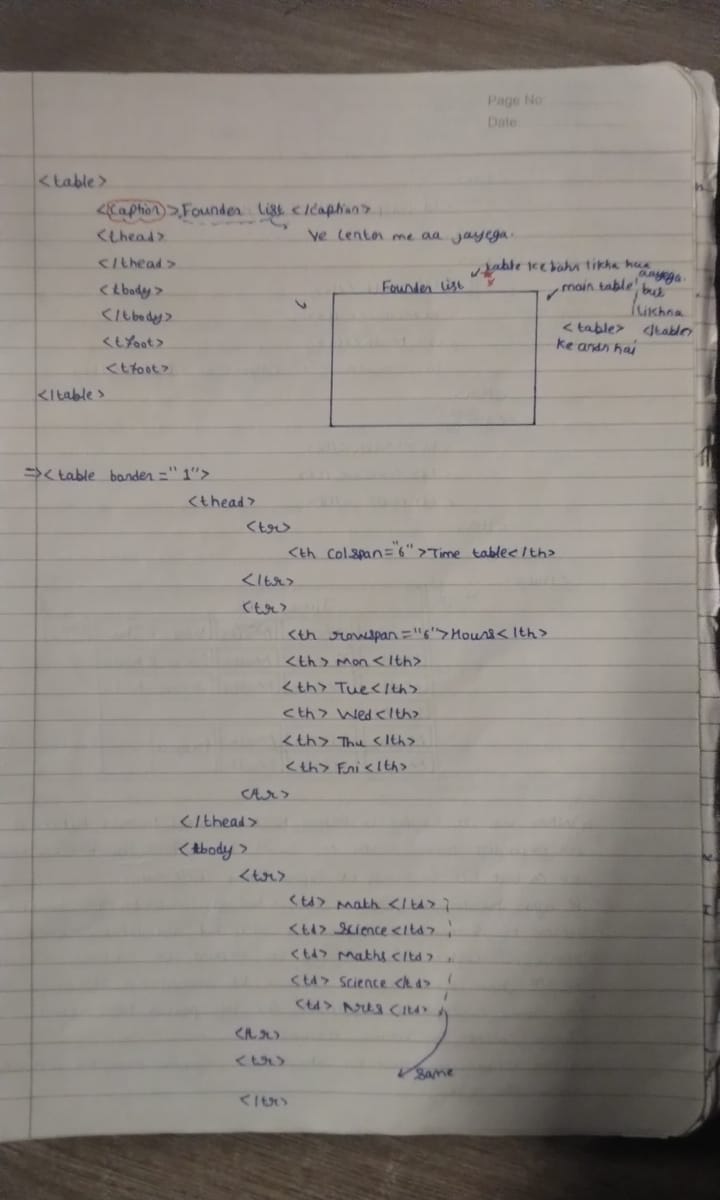 Page No
Date
<table>
<caption>Founder list</caption>
<thead> Ye center me aa jayega.
</thead>
<tbody>
</tbody>
<tfoot>
<tfoot>
</table>
table ke bahr likha hua aayega.
Founder list
main table, but
likhna
<table> </table>
ke andr hai
=><table border="1">
<thead>
<tr>
<th colspan="6">Time table</th>
</tr>
<tr>
<th rowspan="6">Hours</th>
<th> Mon</th>
<th> Tue</th>
<th> Wed</th>
<th> Thu </th>
<th> Fri</th>
</tr>
</thead>
<tbody>
<tr>
<td> Math </td>
<td> Science</td>
<td> Maths</td>
<td> Science </td>
<td> Arts </td>
</tr>
<tr>
same
</tr>